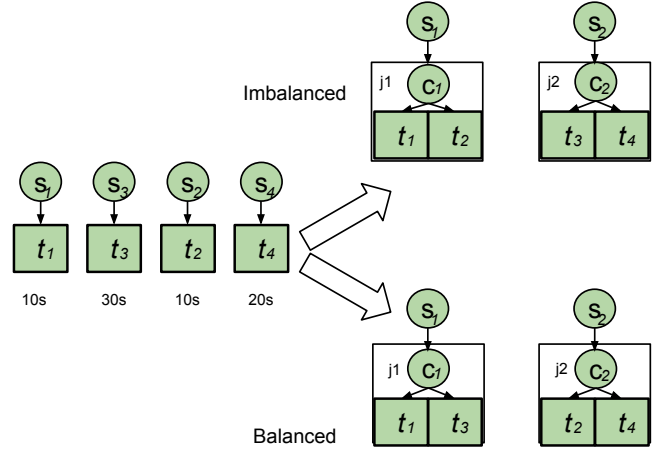 s1 s2
j1 c1 j2 c2
Imbalanced
t1 t2 t3 t4
s1 s3 s2 s4
t1 t3 t2 t4
10s 30s 10s 20s
s1 s2
j1 c1 j2 c2
t1 t3 t2 t4
Balanced